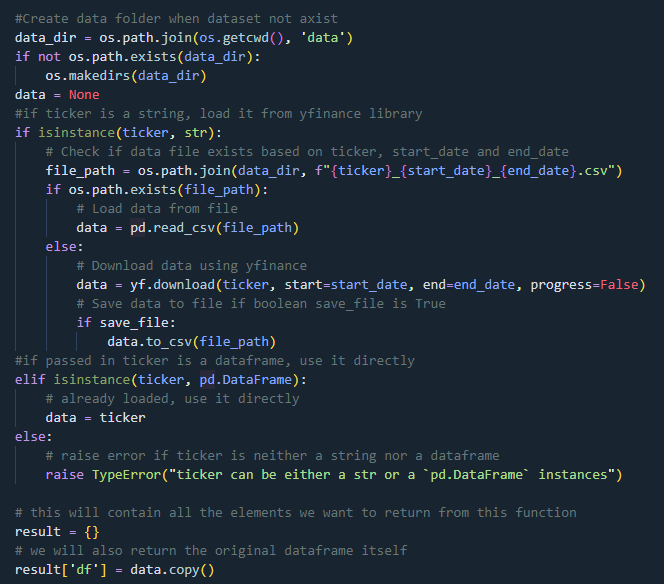 #Create data folder when dataset not axist
data_dir = os.path.join(os.getcwd(), 'data')
if not os.path.exists(data_dir):
    os.makedirs(data_dir)
data = None
#if ticker is a string, load it from yfinance library
if isinstance(ticker, str):
    # Check if data file exists based on ticker, start_date and end_date
    file_path = os.path.join(data_dir, f"{ticker}_{start_date}_{end_date}.csv")
    if os.path.exists(file_path):
        # Load data from file
        data = pd.read_csv(file_path)
    else:
        # Download data using yfinance
        data = yf.download(ticker, start=start_date, end=end_date, progress=False)
        # Save data to file if boolean save_file is True
        if save_file:
            data.to_csv(file_path)
#if passed in ticker is a dataframe, use it directly
elif isinstance(ticker, pd.DataFrame):
    # already loaded, use it directly
    data = ticker
else:
    # raise error if ticker is neither a string nor a dataframe
    raise TypeError("ticker can be either a str or a `pd.DataFrame` instances")

# this will contain all the elements we want to return from this function
result = {}
# we will also return the original dataframe itself
result['df'] = data.copy()